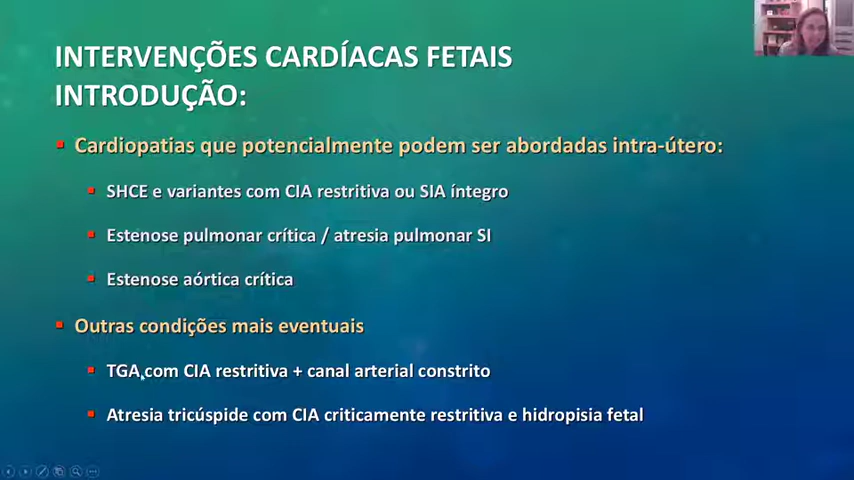 INTERVENÇÕES CARDÍACAS FETAIS
INTRODUÇÃO:
Cardiopatias que potencialmente podem ser abordadas intra-útero:
SHCE e variantes com CIA restritiva ou SIA íntegro
Estenose pulmonar crítica / atresia pulmonar SI
Estenose aórtica crítica
Outras condições mais eventuais
TGA com CIA restritiva + canal arterial constrito
Atresia tricúspide com CIA criticamente restritiva e hidropisia fetal